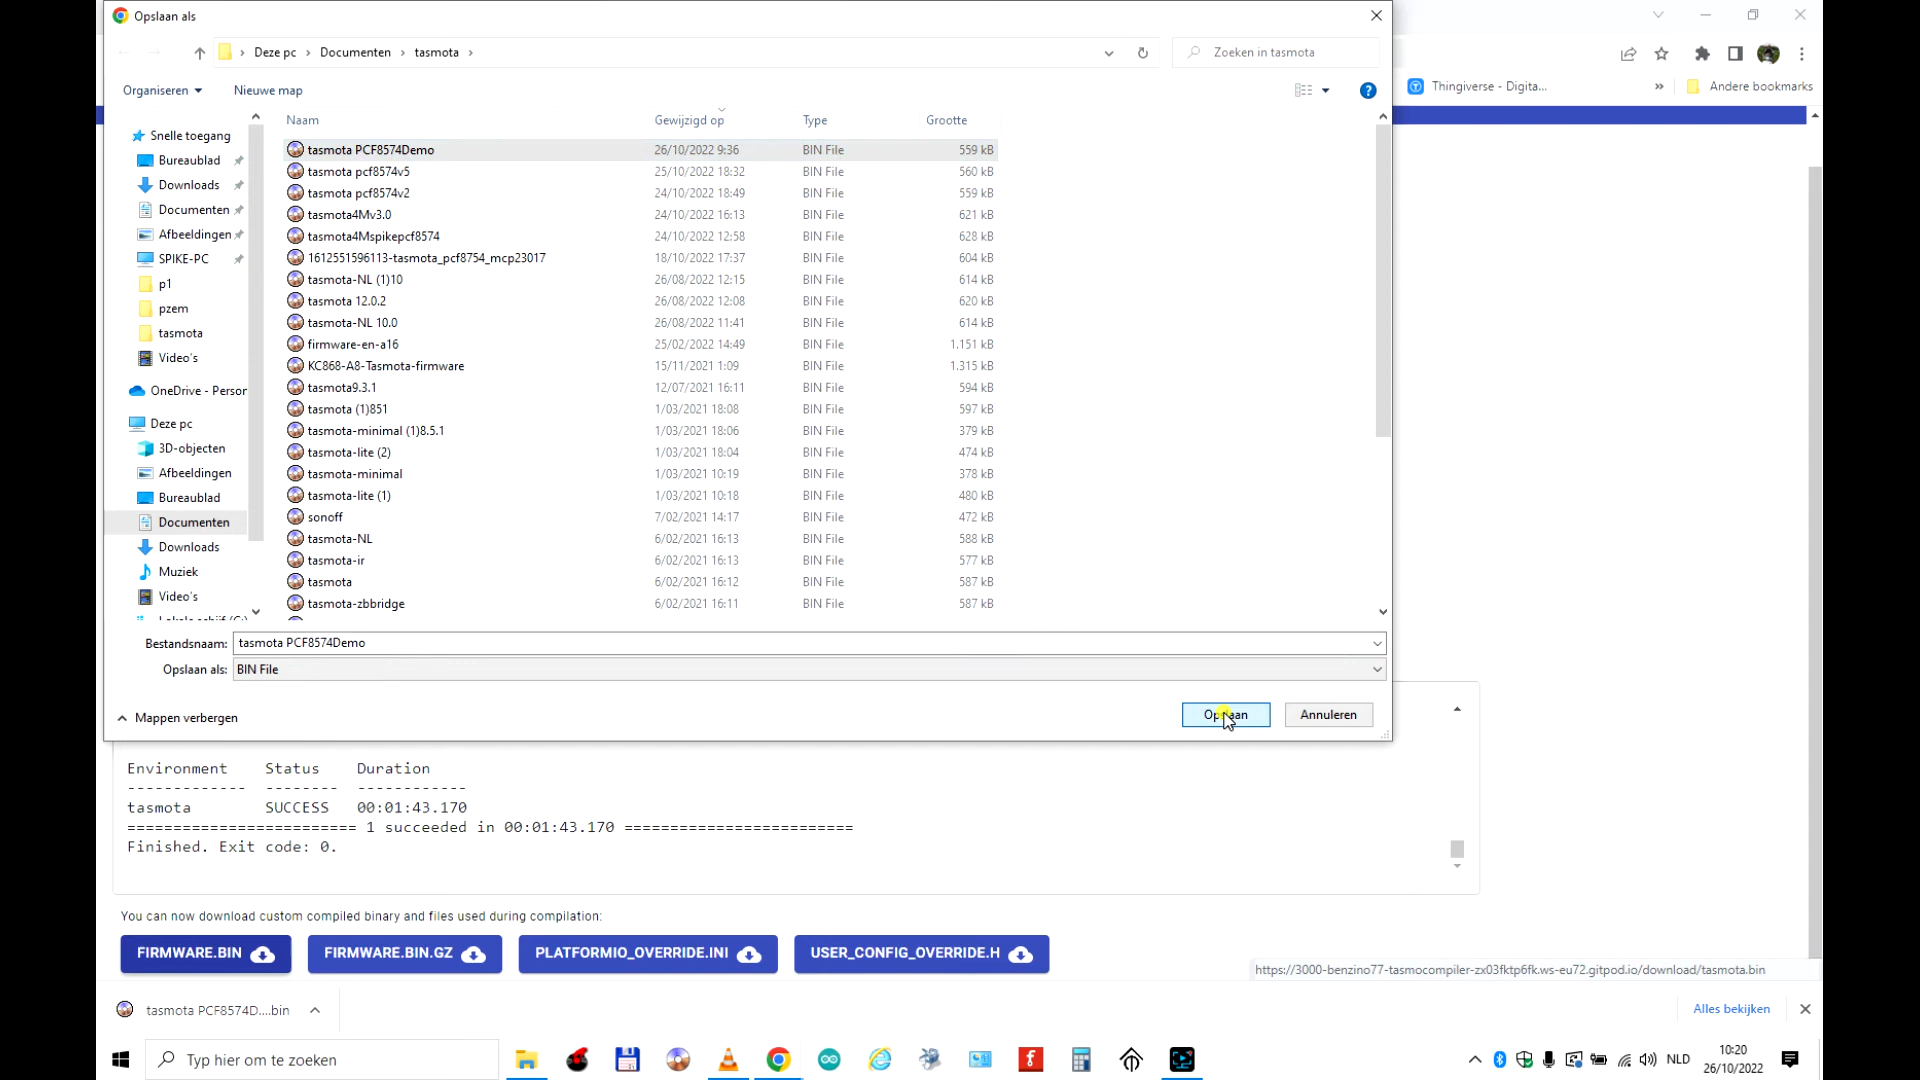 Opslaan als
Deze pc > Documenten > tasmota >
Zoeken in tasmota
Thingiverse - Digita...
»
Andere bookmarks
Organiseren
Nieuwe map
Naam Gewijzigd op Type Grootte
Snelle toegang
Bureaublad
Downloads
Documenten
Afbeeldingen
SPIKE-PC
p1
pzem
tasmota
Video's
OneDrive - Persor
Deze pc
3D-objecten
Afbeeldingen
Bureaublad
Documenten
Downloads
Muziek
Video's
tasmota PCF8574Demo 26/10/2022 9:36 BIN File 559 kB
tasmota pcf8574v5 25/10/2022 18:32 BIN File 560 kB
tasmota pcf8574v2 24/10/2022 18:49 BIN File 559 kB
tasmota4Mv3.0 24/10/2022 16:13 BIN File 621 kB
tasmota4Mspikepcf8574 24/10/2022 12:58 BIN File 628 kB
1612551596113-tasmota_pcf8754_mcp23017 18/10/2022 17:37 BIN File 604 kB
tasmota-NL (1)10 26/08/2022 12:15 BIN File 614 kB
tasmota 12.0.2 26/08/2022 12:08 BIN File 620 kB
tasmota-NL 10.0 26/08/2022 11:41 BIN File 614 kB
firmware-en-a16 25/02/2022 14:49 BIN File 1.151 kB
KC868-A8-Tasmota-firmware 15/11/2021 1:09 BIN File 1.315 kB
tasmota9.3.1 12/07/2021 16:11 BIN File 594 kB
tasmota (1)851 1/03/2021 18:08 BIN File 597 kB
tasmota-minimal (1)8.5.1 1/03/2021 18:06 BIN File 379 kB
tasmota-lite (2) 1/03/2021 18:04 BIN File 474 kB
tasmota-minimal 1/03/2021 10:19 BIN File 378 kB
tasmota-lite (1) 1/03/2021 10:18 BIN File 480 kB
sonoff 7/02/2021 14:17 BIN File 472 kB
tasmota-NL 6/02/2021 16:13 BIN File 588 kB
tasmota-ir 6/02/2021 16:13 BIN File 577 kB
tasmota 6/02/2021 16:12 BIN File 587 kB
tasmota-zbbridge 6/02/2021 16:11 BIN File 587 kB
Bestandsnaam: tasmota PCF8574Demo
Opslaan als: BIN File
Mappen verbergen
Opslaan
Annuleren
Environment Status Duration
------------- -------- ------------
tasmota SUCCESS 00:01:43.170
========================= 1 succeeded in 00:01:43.170 =========================
Finished. Exit code: 0.
You can now download custom compiled binary and files used during compilation:
FIRMWARE.BIN
FIRMWARE.BIN.GZ
PLATFORMIO_OVERRIDE.INI
USER_CONFIG_OVERRIDE.H
https://3000-benzino77-tasmocompiler-zx03fktp6fk.ws-eu72.gitpod.io/download/tasmota.bin
tasmota PCF8574D....bin
Alles bekijken
Typ hier om te zoeken
NLD
10:20
26/10/2022